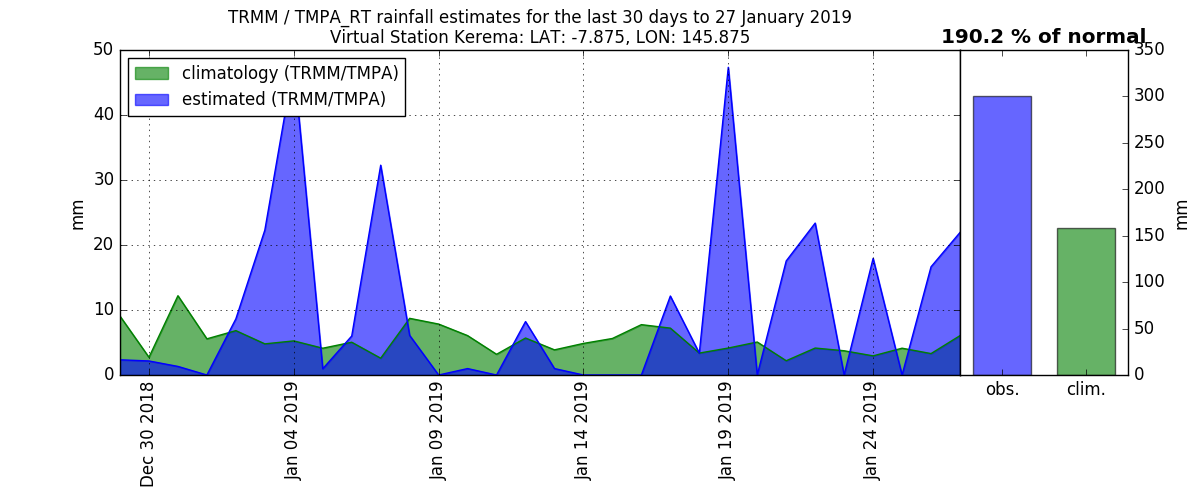 TRMM / TMPA_RT rainfall estimates for the last 30 days to 27 January 2019
Virtual Station Kerema: LAT: -7.875, LON: 145.875
190.2 % of normal
climatology (TRMM/TMPA)
estimated (TRMM/TMPA)
50
40
30
20
10
0
mm
Dec 30 2018
Jan 04 2019
Jan 09 2019
Jan 14 2019
Jan 19 2019
Jan 24 2019
obs.
clim.
350
300
250
200
150
100
50
0
mm